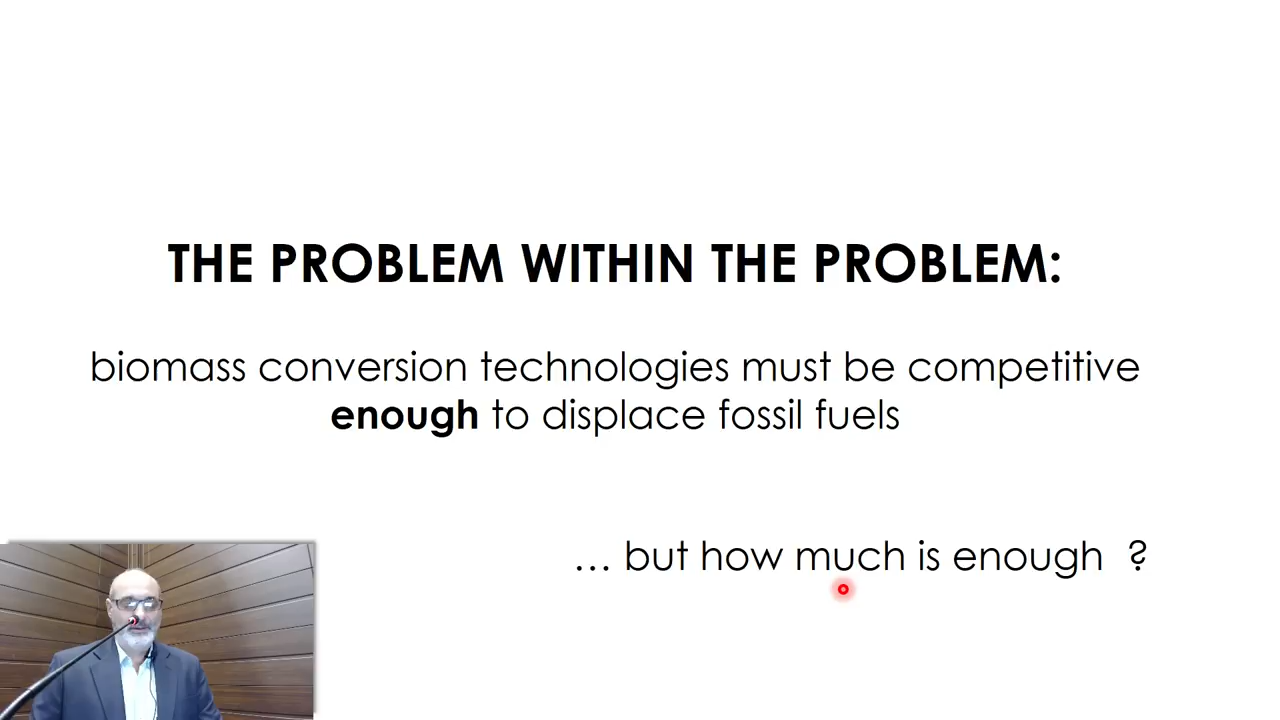 THE PROBLEM WITHIN THE PROBLEM:
biomass conversion technologies must be competitive
enough to displace fossil fuels
... but how much is enough ?